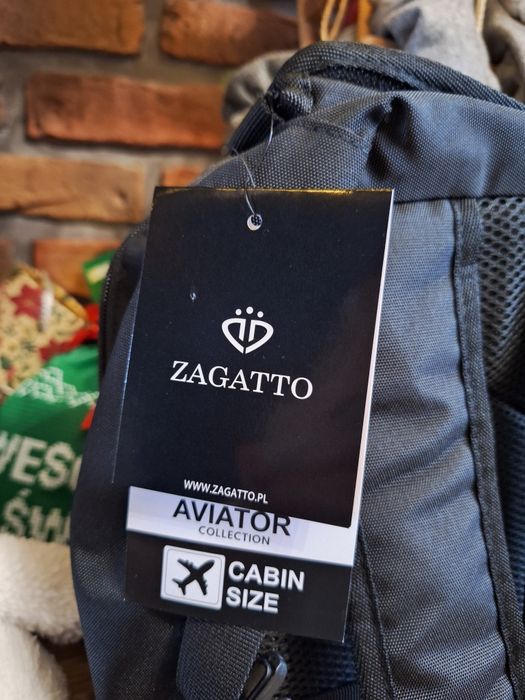 ZAGATTO
WWW.ZAGATTO.PL
AVIATOR
COLLECTION
CABIN
SIZE